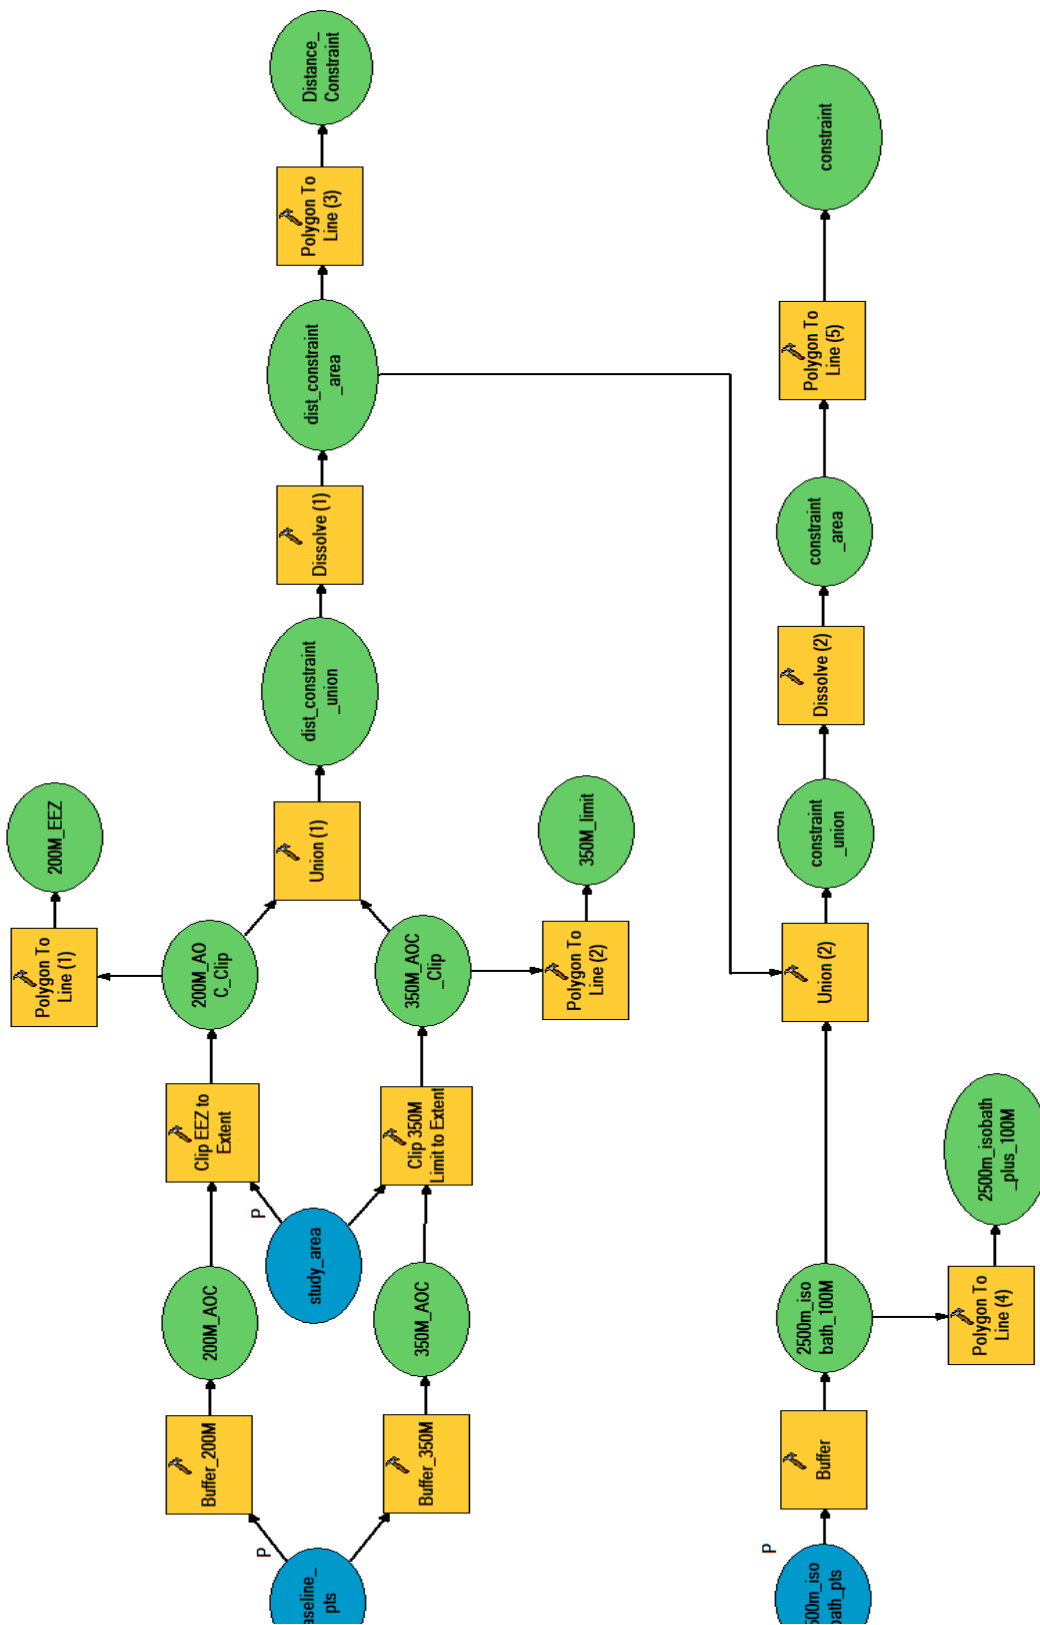 200M_EEZ
Polygon To
Line (1)
P
P
Buffer_200M
200M_AOC
Clip EEZ to
Extent
200M_AO
C_Clip
aseline_
pts
study_area
Union (1)
dist_constraint
_union
Dissolve (1)
dist_constraint
_area
Polygon To
Line (3)
Distance_
Constraint
Buffer_350M
350M_AOC
Clip 350M
Limit to Extent
350M_AOC
_Clip
Polygon To
Line (2)
350M_limit
P
500m_iso
bath_pts
Buffer
2500m_iso
bath_100M
Union (2)
constraint
_union
Dissolve (2)
constraint
_area
Polygon To
Line (5)
constraint
Polygon To
Line (4)
2500m_isobath
_plus_100M